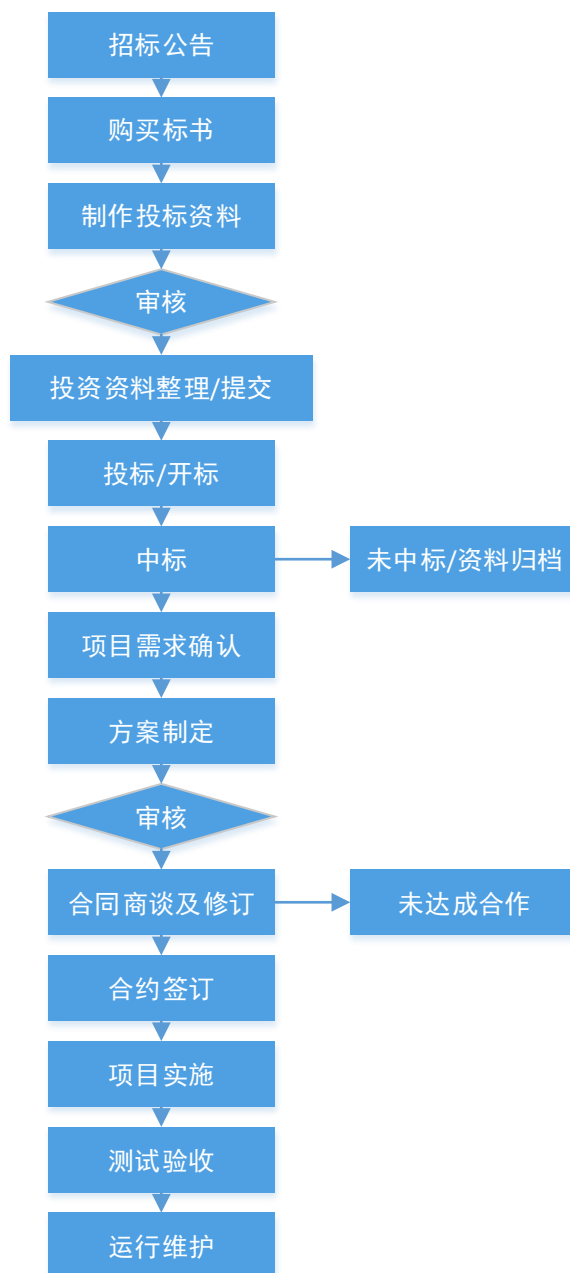 招标公告
购买标书
制作投标资料
审核
投资资料整理/提交
投标/开标
中标
未中标/资料归档
项目需求确认
方案制定
审核
合同商谈及修订
未达成合作
合约签订
项目实施
测试验收
运行维护